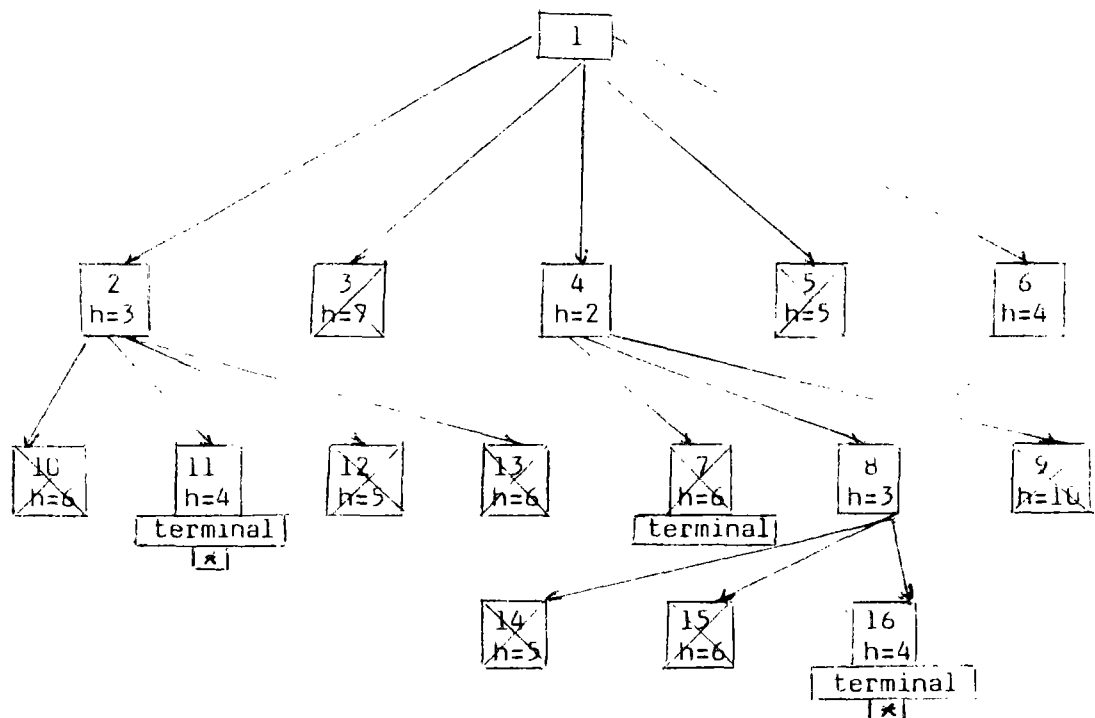 1
2 3 4 5 6
h=3 h=9 h=2 h=5 h=4
10 11 12 13 7 8 9
h=6 h=4 h=5 h=6 h=6 h=3 h=10
terminal terminal
*
14 15 16
h=5 h=6 h=4
terminal
*